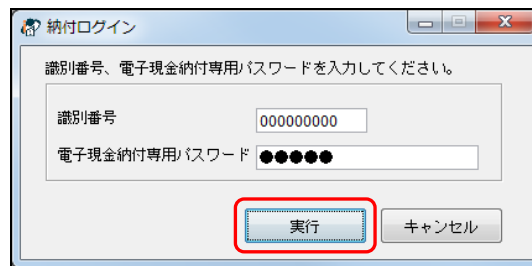 納付ログイン
識別番号、電子現金納付専用パスワードを入力してください。
識別番号 000000000
電子現金納付専用パスワード ●●●●●
実行 キャンセル